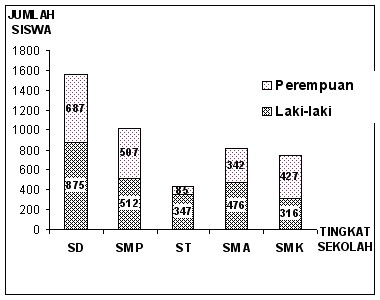 JUMLAH
SISWA
1800
1600
1400
1200
1000
800
600
400
200
0
687
875
507
512
85
347
342
476
427
316
Perempuan
Laki-laki
SD SMP ST SMA SMK
TINGKAT
SEKOLAH